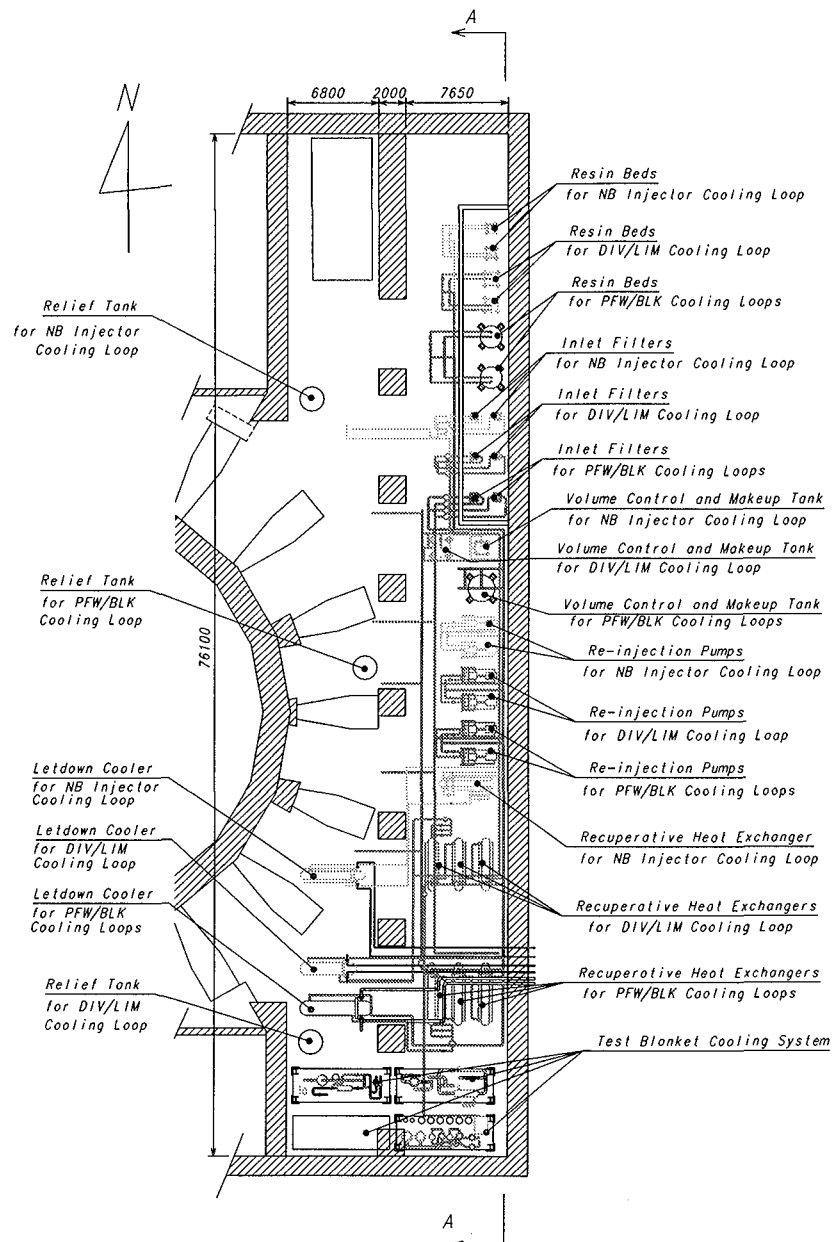 A
6800
2000
7650
N
Resin Beds
for NB Injector Cooling Loop
Resin Beds
for DIV/LIM Cooling Loop
Resin Beds
for PFW/BLK Cooling Loops
Relief Tank
for NB Injector
Cooling Loop
Inlet Filters
for NB Injector Cooling Loop
Inlet Filters
for DIV/LIM Cooling Loop
Inlet Filters
for PFW/BLK Cooling Loops
Volume Control and Makeup Tank
for NB Injector Cooling Loop
Volume Control and Makeup Tank
for DIV/LIM Cooling Loop
Relief Tank
for PFW/BLK
Cooling Loop
76100
Volume Control and Makeup Tank
for PFW/BLK Cooling Loops
Re-injection Pumps
for NB Injector Cooling Loop
Re-injection Pumps
for DIV/LIM Cooling Loap
Re-injection Pumps
for PFW/BLK Cooling Loops
Letdown Cooler
for NB Injector
Cooling Loop
Letdown Cooler
for DIV/LIM
Cooling Loop
Letdown Cooler
for PFW/BLK
Cooling Loops
Recuperative Heat Exchanger
for NB Injector Cooling Loop
Recuperative Heat Exchangers
for DIV/LIM Cooling Loop
Recuperative Heat Exchangers
for PFW/BLK Cooling Loops
Relief Tank
for DIV/LIM
Cooling Loop
Test Blanket Cooling System
A